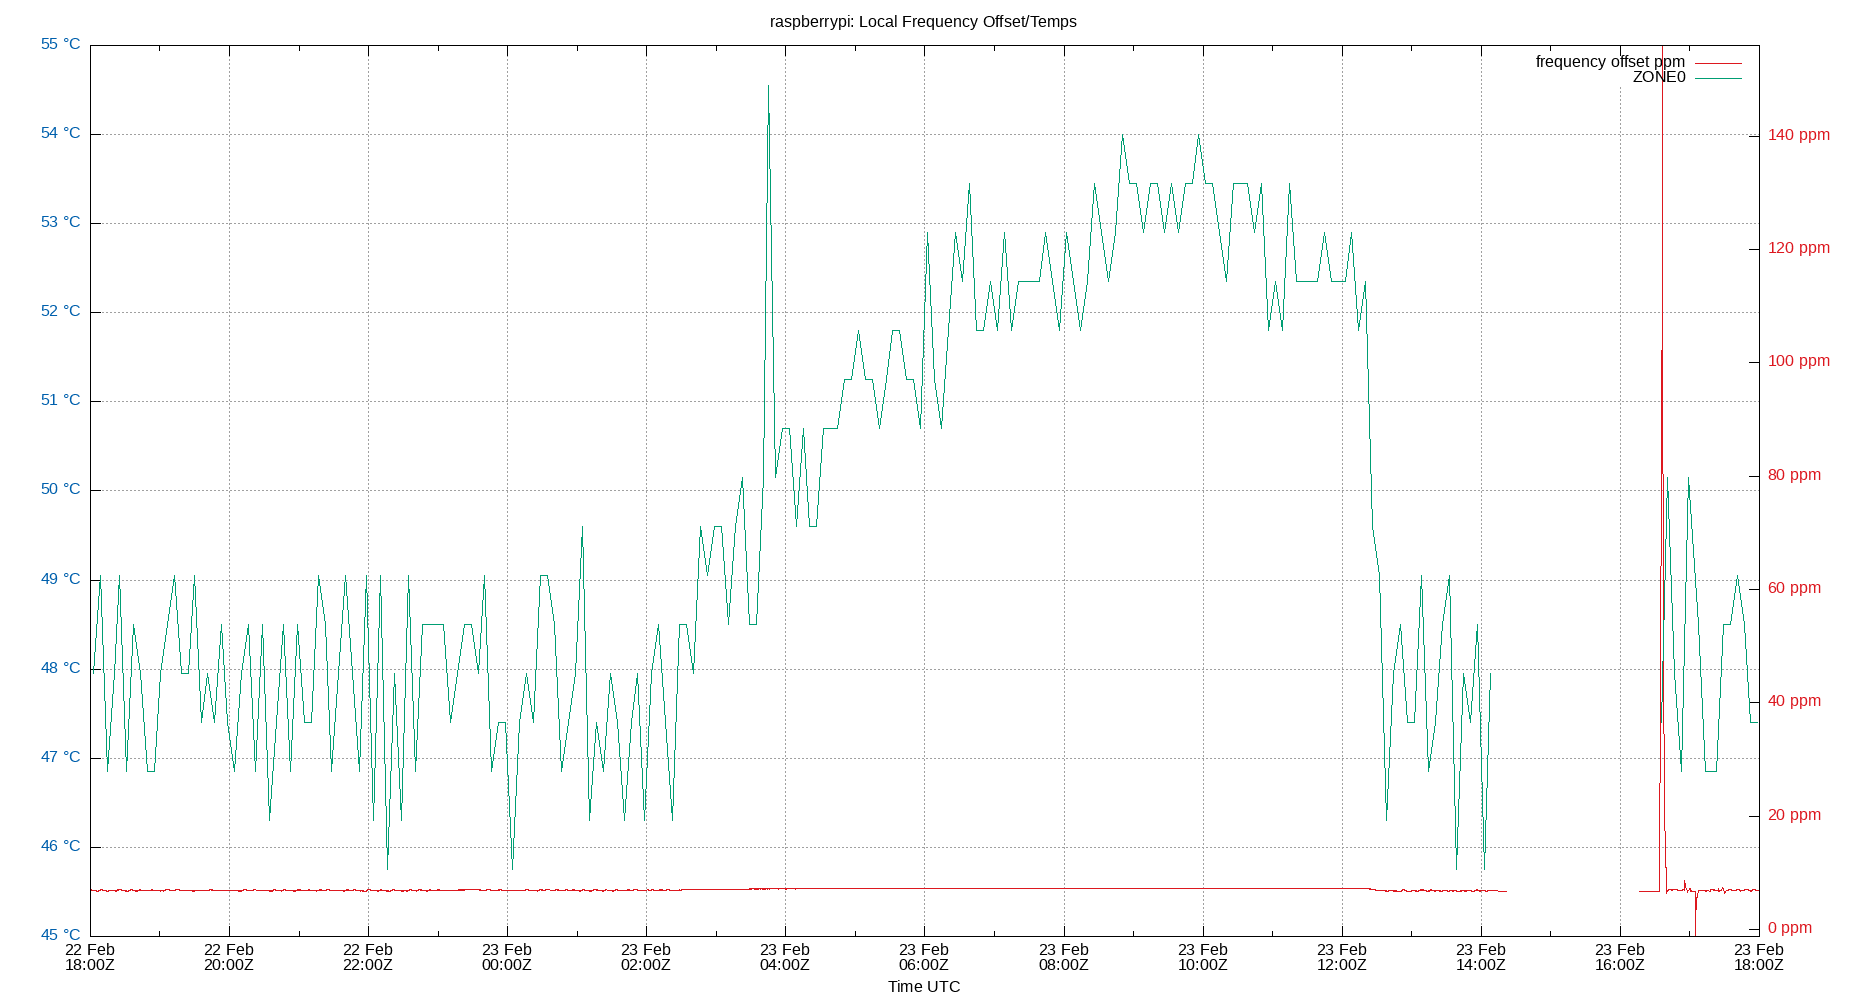 raspberrypi: Local Frequency Offset/Temps
55 °C
54 °C
53 °C
52 °C
51 °C
50 °C
49 °C
48 °C
47 °C
46 °C
45 °C
frequency offset ppm
ZONE0
140 ppm
120 ppm
100 ppm
80 ppm
60 ppm
40 ppm
20 ppm
0 ppm
22 Feb 22 Feb 22 Feb 23 Feb 23 Feb 23 Feb 23 Feb 23 Feb 23 Feb 23 Feb 23 Feb 23 Feb 23 Feb
18:00Z 20:00Z 22:00Z 00:00Z 02:00Z 04:00Z 06:00Z 08:00Z 10:00Z 12:00Z 14:00Z 16:00Z 18:00Z
Time UTC